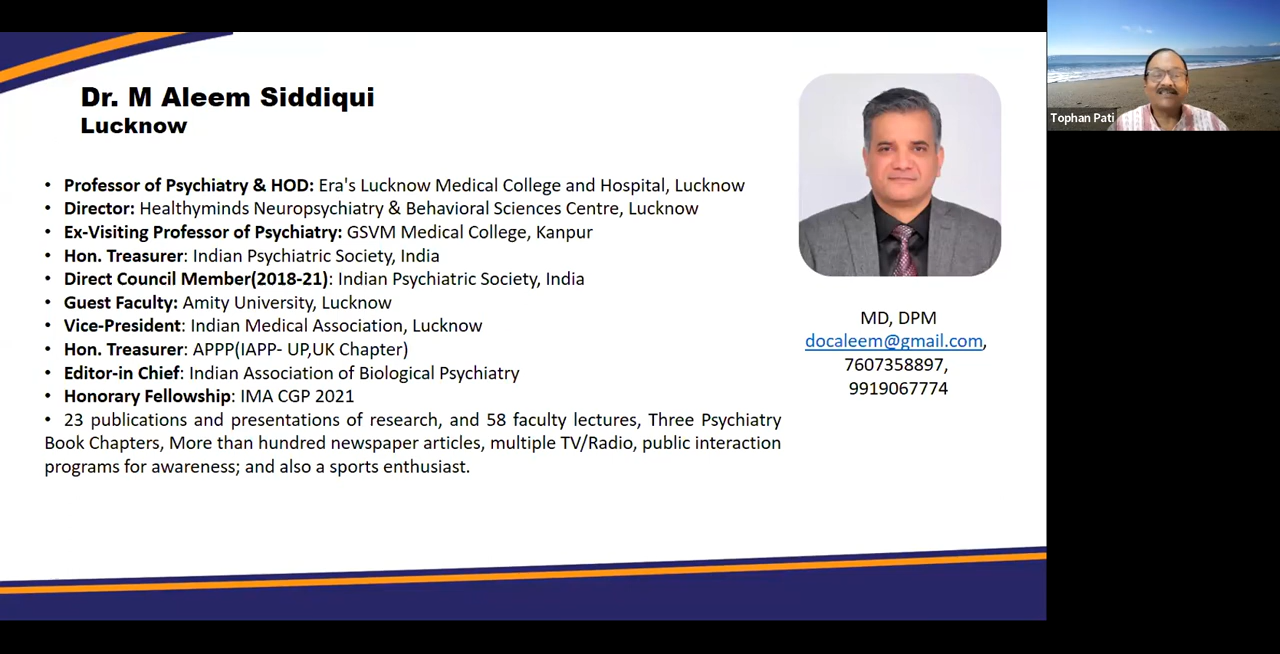 Dr. M Aleem Siddiqui
Lucknow
• Professor of Psychiatry & HOD: Era's Lucknow Medical College and Hospital, Lucknow
• Director: Healthyminds Neuropsychiatry & Behavioral Sciences Centre, Lucknow
• Ex-Visiting Professor of Psychiatry: GSVM Medical College, Kanpur
• Hon. Treasurer: Indian Psychiatric Society, India
• Direct Council Member(2018-21): Indian Psychiatric Society, India
• Guest Faculty: Amity University, Lucknow
• Vice-President: Indian Medical Association, Lucknow
• Hon. Treasurer: APPP(IAPP- UP,UK Chapter)
• Editor-in Chief: Indian Association of Biological Psychiatry
• Honorary Fellowship: IMA CGP 2021
• 23 publications and presentations of research, and 58 faculty lectures, Three Psychiatry
Book Chapters, More than hundred newspaper articles, multiple TV/Radio, public interaction
programs for awareness; and also a sports enthusiast.
MD, DPM
docaleem@gmail.com,
7607358897,
9919067774
Tophan Pati